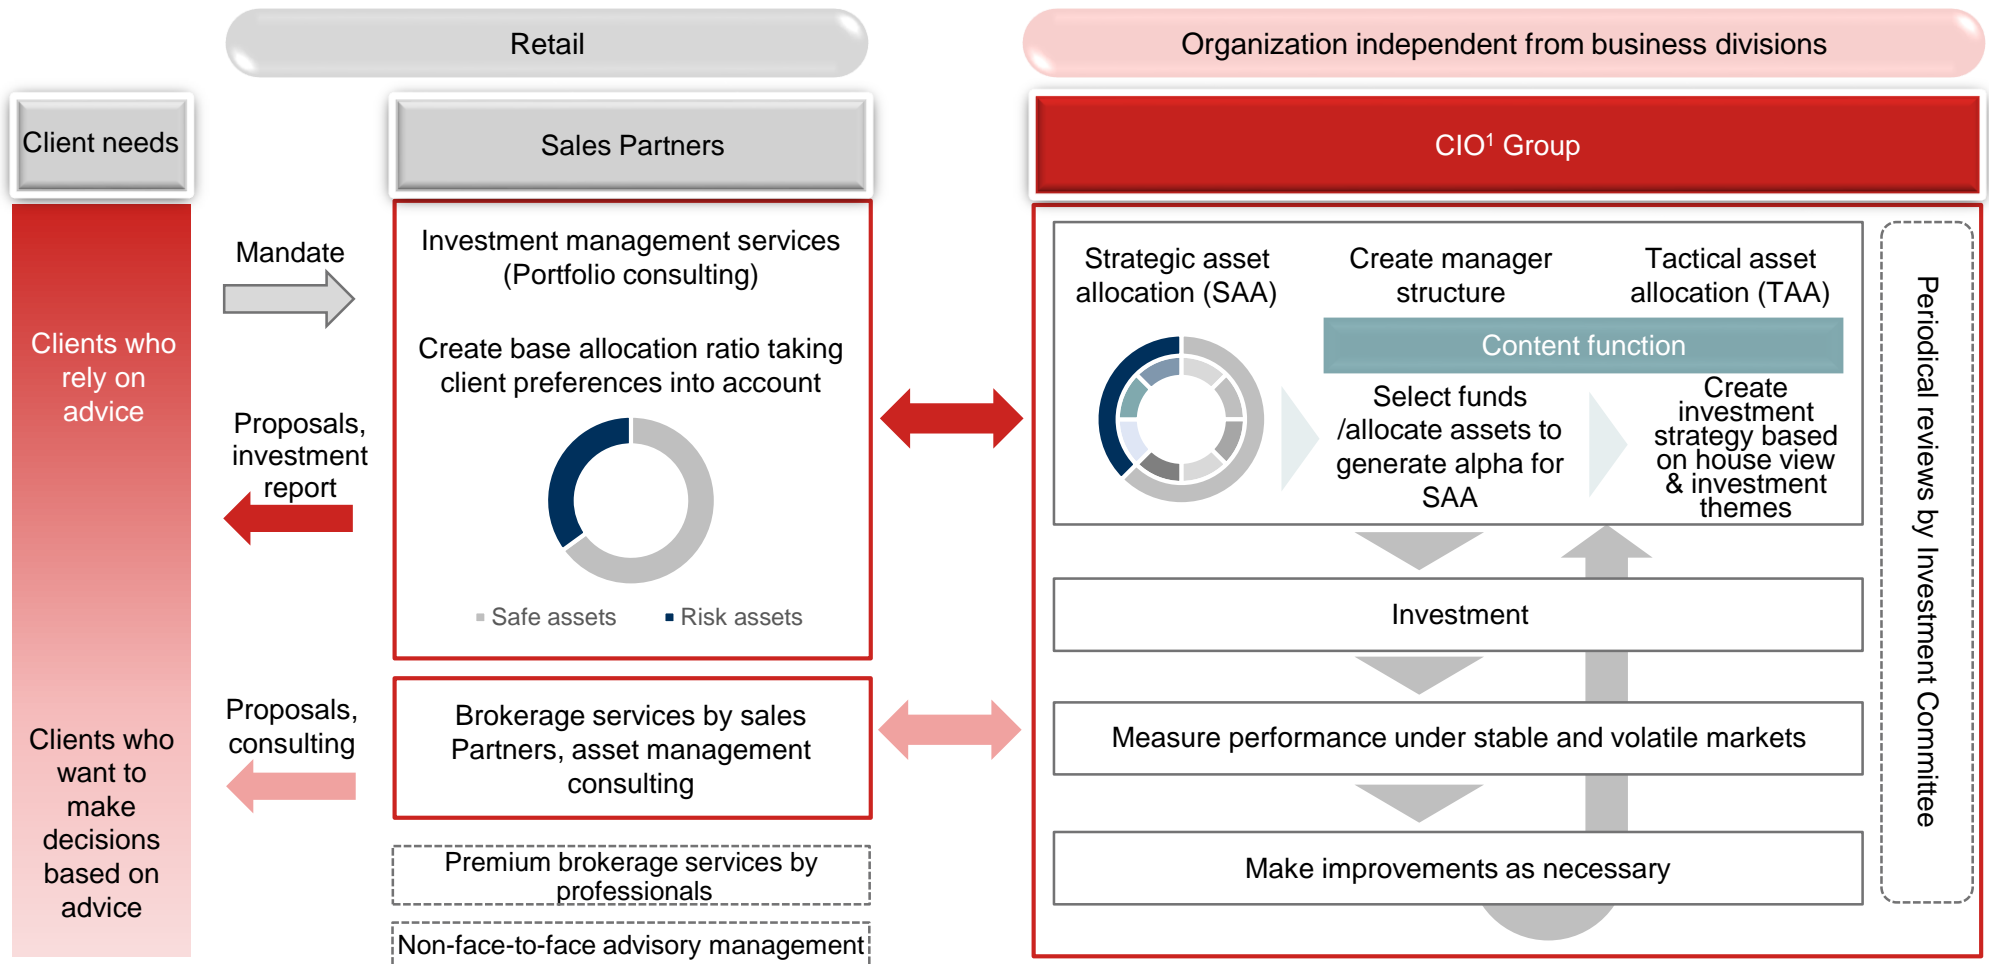 Retail
Organization independent from business divisions
Client needs
Sales Partners
CIO¹ Group
Clients who
rely on
advice
Clients who
want to
make
decisions
based on
advice
Mandate
Proposals,
investment
report
Proposals,
consulting
Investment management services
(Portfolio consulting)
Create base allocation ratio taking
client preferences into account
Safe assets
Risk assets
Brokerage services by sales
Partners, asset management
consulting
Premium brokerage services by
professionals
Non-face-to-face advisory management
Strategic asset
allocation (SAA)
Create manager
structure
Tactical asset
allocation (TAA)
Content function
Select funds
/allocate assets to
generate alpha for
SAA
Create
investment
strategy based
on house view
& investment
themes
Investment
Measure performance under stable and volatile markets
Make improvements as necessary
Periodical reviews by Investment Committee